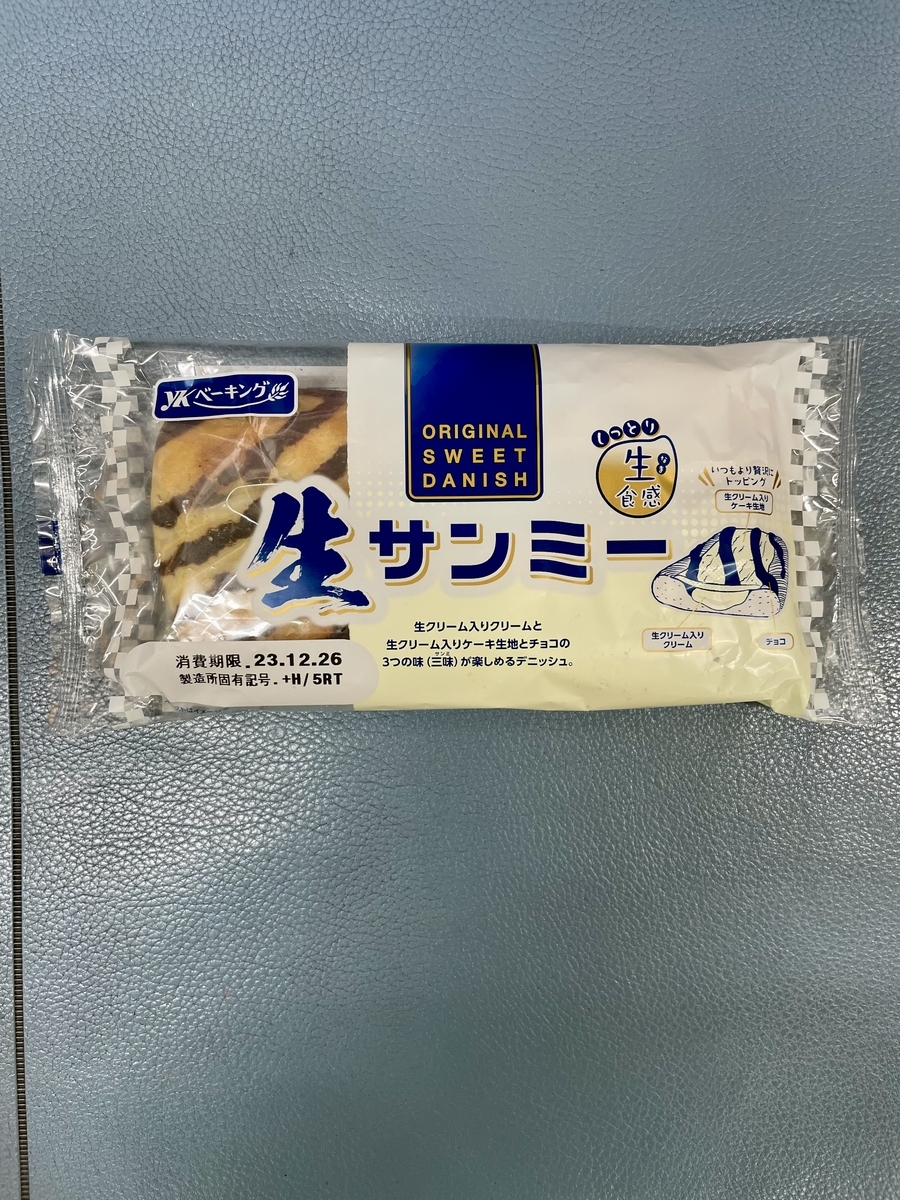 YKベーキング
ORIGINAL
SWEET
DANISH
しっとり
生
なま
食感
いつもより贅沢に
トッピング
生クリーム入り
ケーキ生地
生サンミー
生クリーム入りクリームと
生クリーム入りケーキ生地とチョコの
サンミ
3つの味(三味)が楽しめるデニッシュ。
生クリーム入り
クリーム
チョコ
消費期限.23.12.26
製造所固有記号.+H/5RT